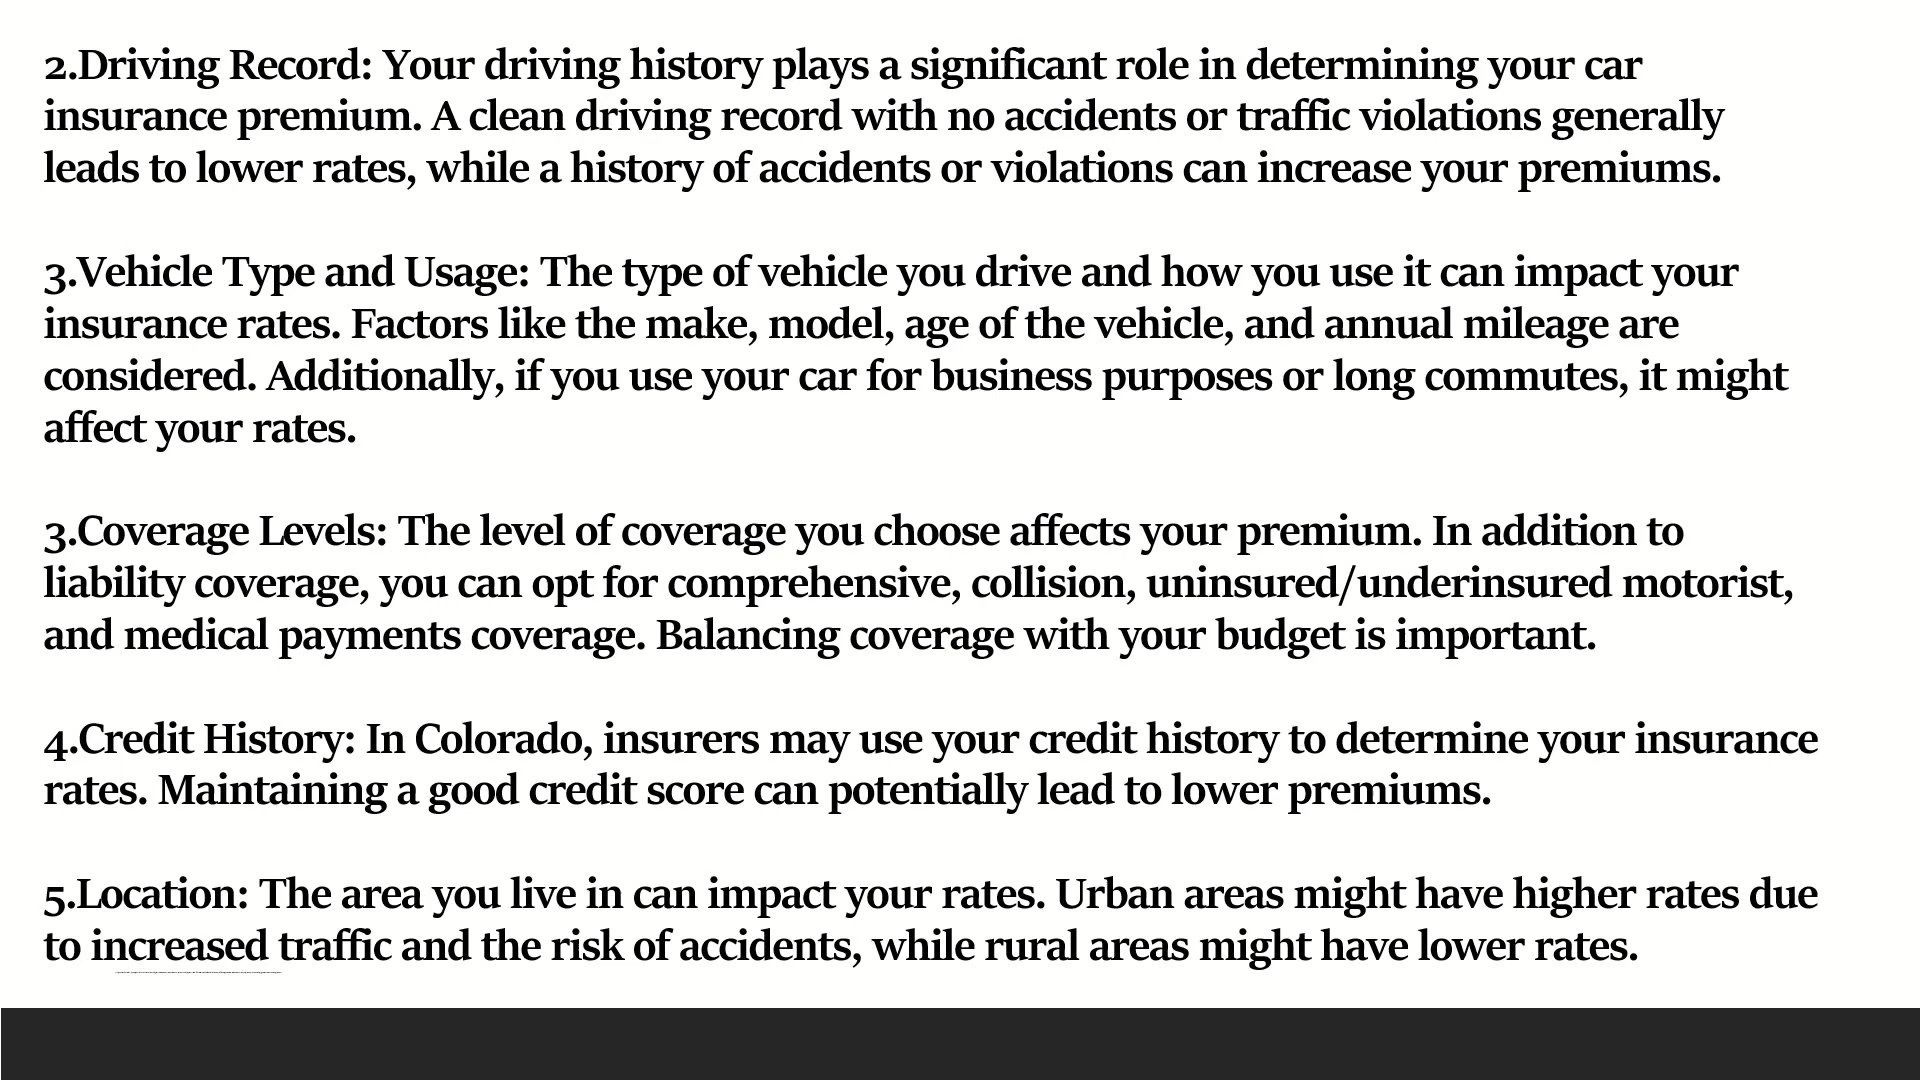 2.Driving Record: Your driving history plays a significant role in determining your car
insurance premium. A clean driving record with no accidents or traffic violations generally
leads to lower rates, while a history of accidents or violations can increase your premiums.
3.Vehicle Type and Usage: The type of vehicle you drive and how you use it can impact your
insurance rates. Factors like the make, model, age of the vehicle, and annual mileage are
considered. Additionally, if you use your car for business purposes or long commutes, it might
affect your rates.
3.Coverage Levels: The level of coverage you choose affects your premium. In addition to
liability coverage, you can opt for comprehensive, collision, uninsured/underinsured motorist,
and medical payments coverage. Balancing coverage with your budget is important.
4.Credit History: In Colorado, insurers may use your credit history to determine your insurance
rates. Maintaining a good credit score can potentially lead to lower premiums.
5.Location: The area you live in can impact your rates. Urban areas might have higher rates due
to increased traffic and the risk of accidents, while rural areas might have lower rates.